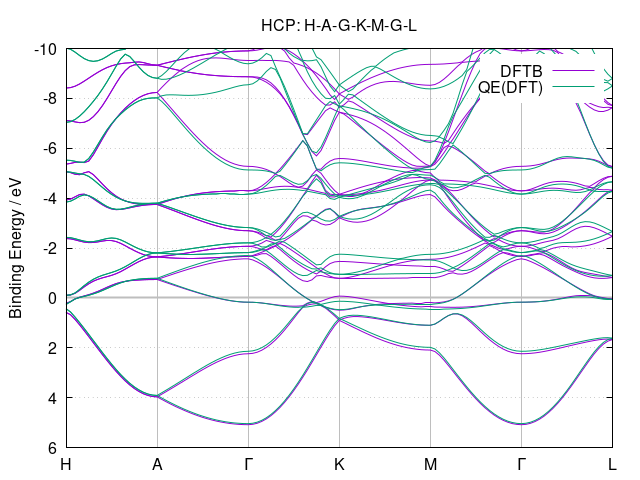 HCP: H-A-G-K-M-G-L
-10
DFTB
QE(DFT)
-8
-6
-4
-2
0
2
4
6
Binding Energy / eV
H A Γ K M Γ L